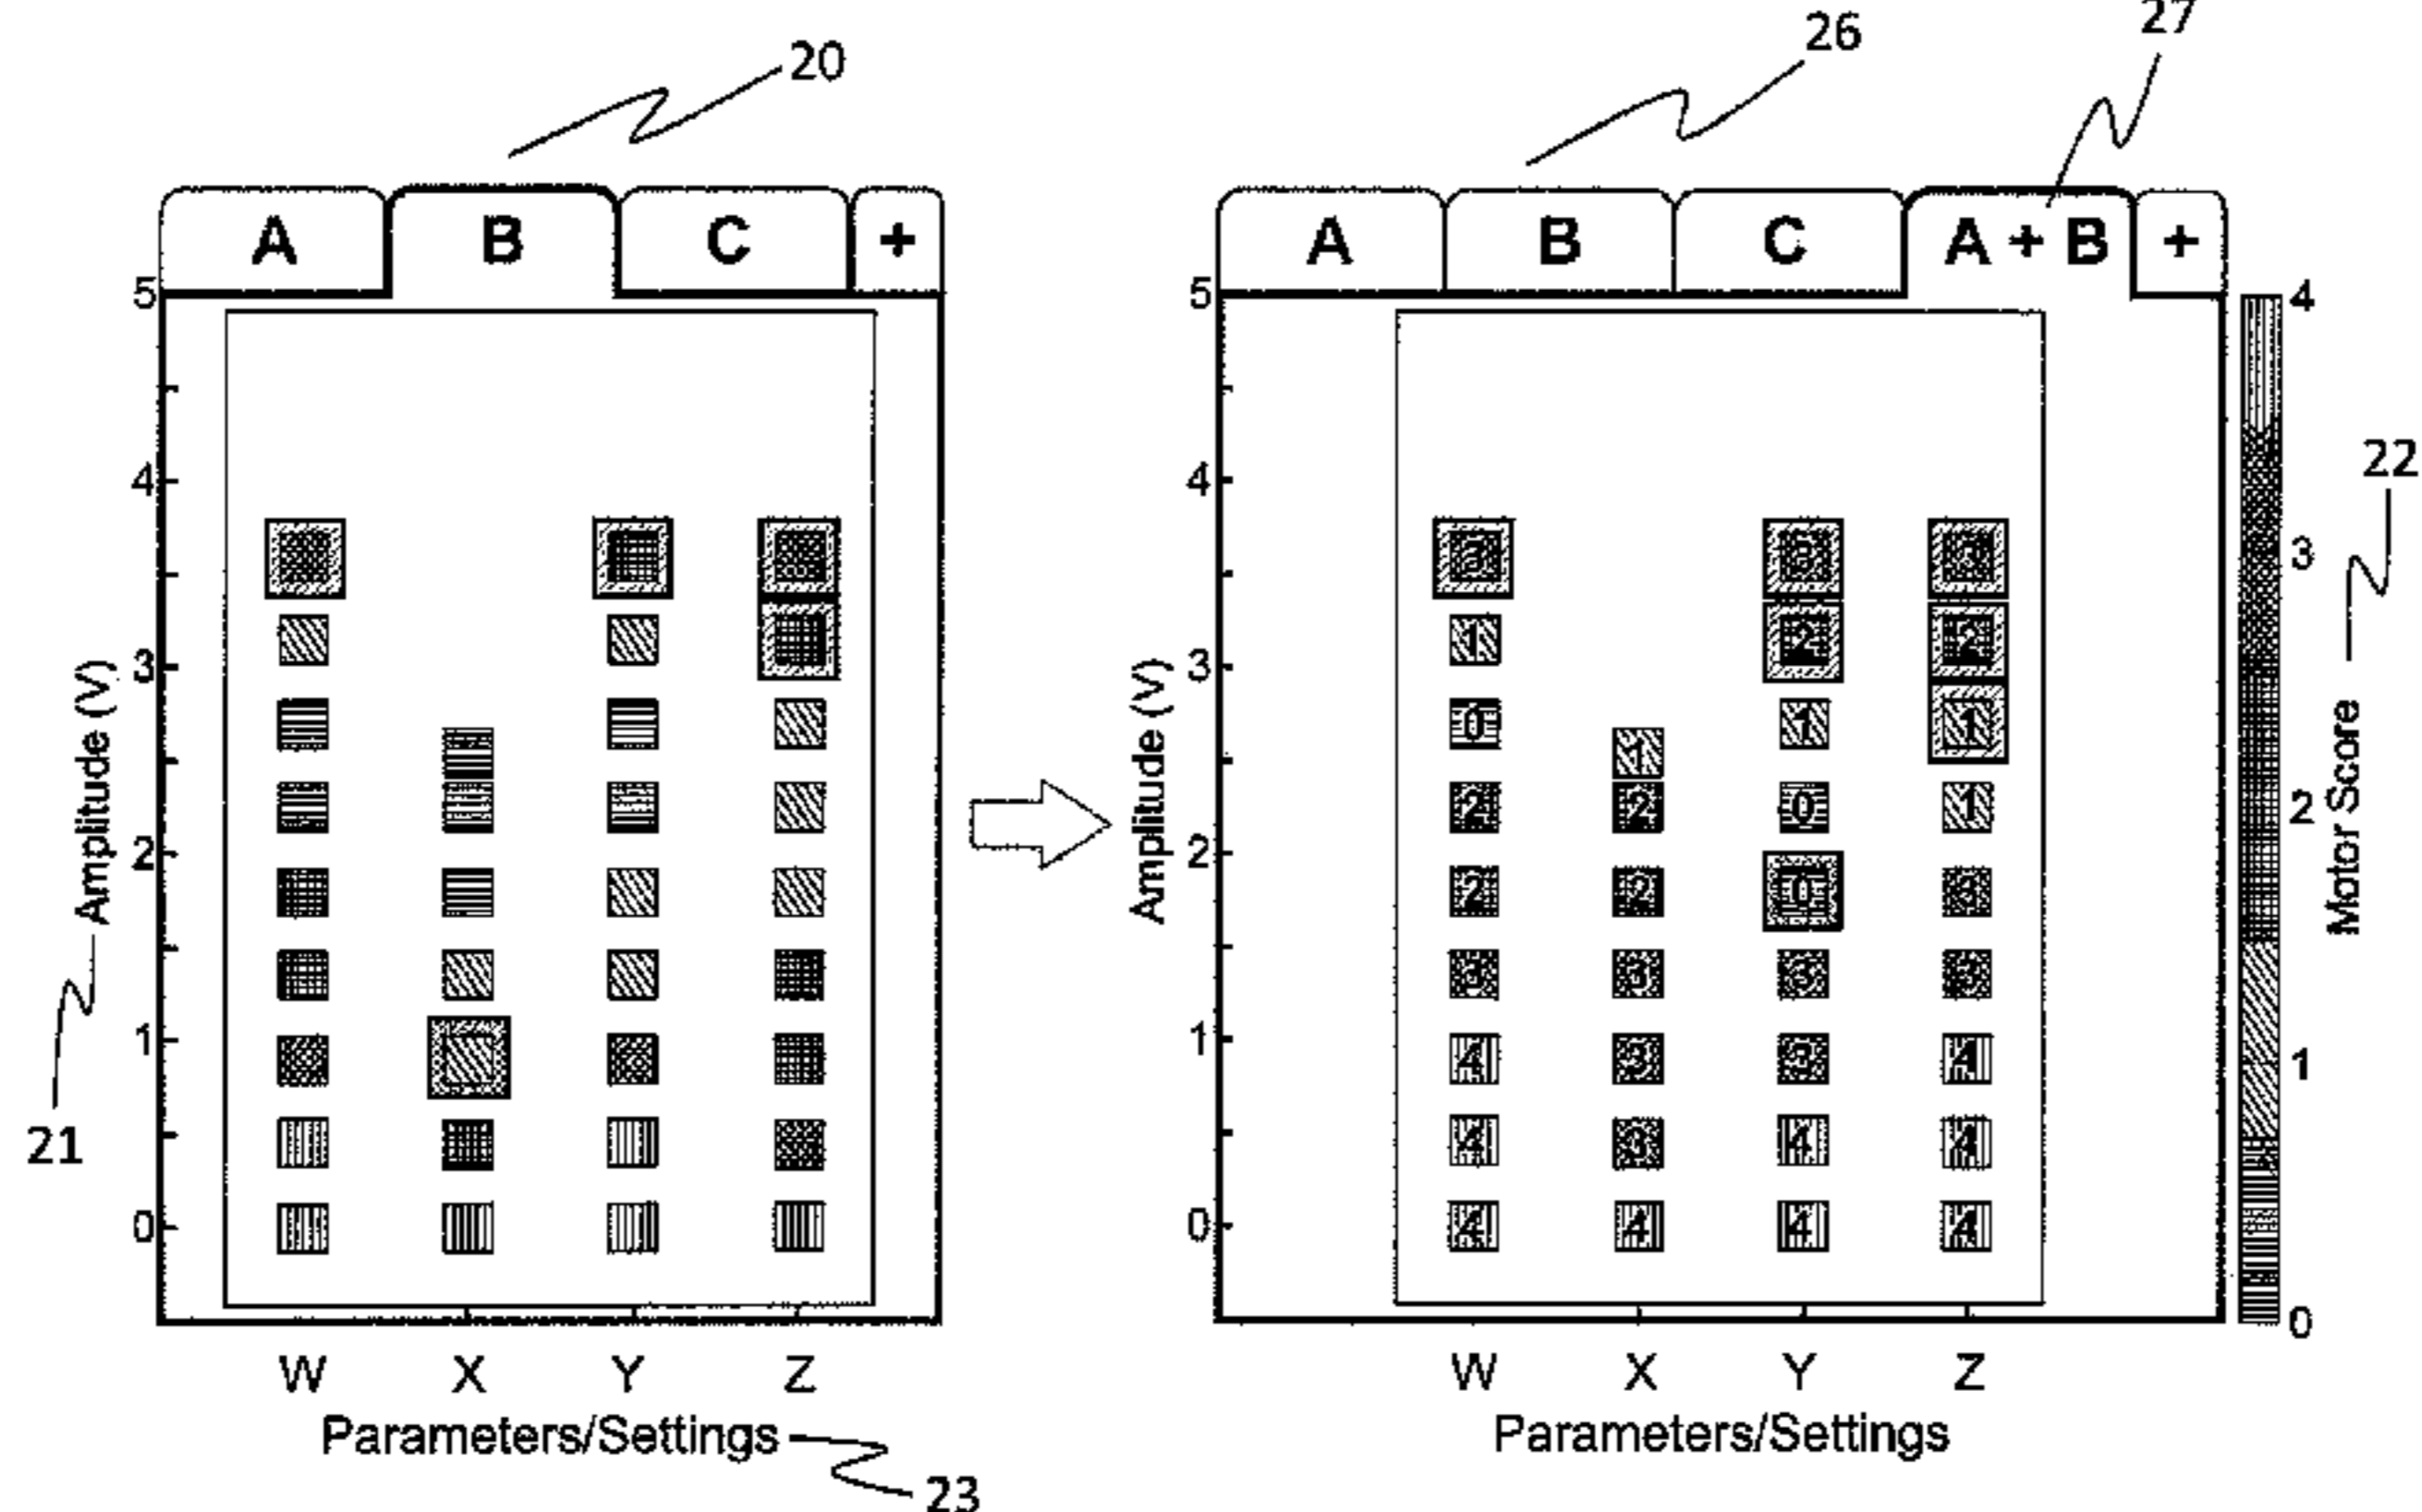 27
26
20
A B C +
A B C A + B +
5
5
4
22
4
4
3
3 3 3
3
1 2 2
3
3
Amplitude (V)
Amplitude (V)
0 1 1
1
2 2 0 1
2
Motor Score
2
2
2 2 0 3
3 3 3 3
1
1
4 3 3 4
1
21
4 3 4 4
0
0
4 4 4 4
0
W X Y Z
W X Y Z
Parameters/Settings
Parameters/Settings
23